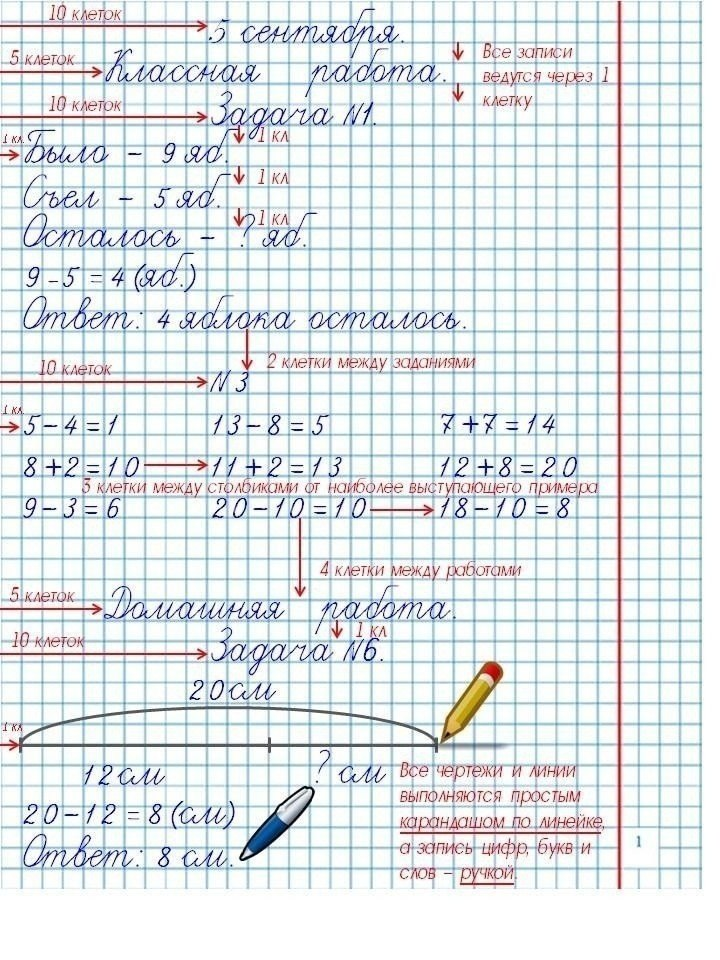 10 клеток 5 сентября.
5 клеток Классная работа. Все записи
ведутся через 1
клетку
10 клеток Задача N1.
1 кл. Было - 9 яб. 1 кл
Съел - 5 яб. 1 кл
Осталось - ? яб. 1 кл
9-5=4 (яб.)
Ответ: 4 яблока осталось.
2 клетки между заданиями
10 клеток N 3
1 кл. 5-4=1 13-8=5 7+7=14
8+2=10 11+2=13 12+8=20
3 клетки между столбиками от наиболее выступающего примера
9-3=6 20-10=10 18-10=8
4 клетки между работами
5 клеток Домашняя работа.
10 клеток Задача N6. 1 кл
20 см
1 кл.
12 см ? см
20-12=8 (см)
Ответ: 8 см.
Все чертежи и линии
выполняются простым
карандашом по линейке,
а запись цифр, букв и
слов – ручкой.
1